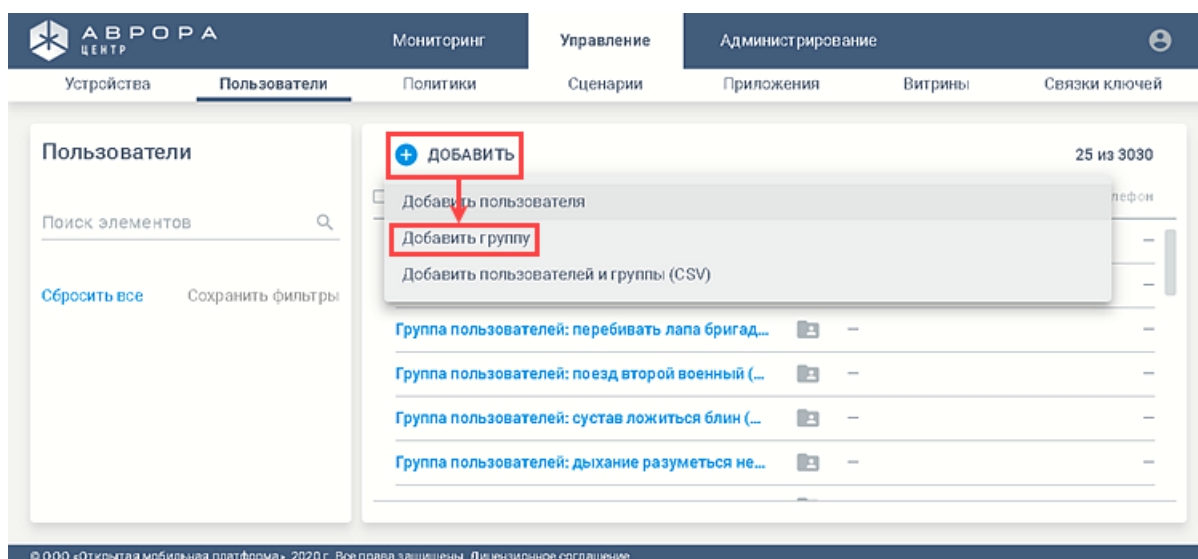 АВРОРА
ЦЕНТР
Мониторинг Управление Администрирование
Устройства Пользователи Политики Сценарии Приложения Витрины Связки ключей
Пользователи
Поиск элементов
Сбросить все Сохранить фильтры
ДОБАВИТЬ 25 из 3030
Добавить пользователя
Добавить группу
Добавить пользователей и группы (CSV)
Группа пользователей: перебивать лапа бригад... —  —
Группа пользователей: поезд второй военный (... — —
Группа пользователей: сустав ложиться блин (... — —
Группа пользователей: дыхание разуметься не... — —
© ООО «Открытая мобильная платформа», 2020 г. Все права защищены. Лицензионное соглашение